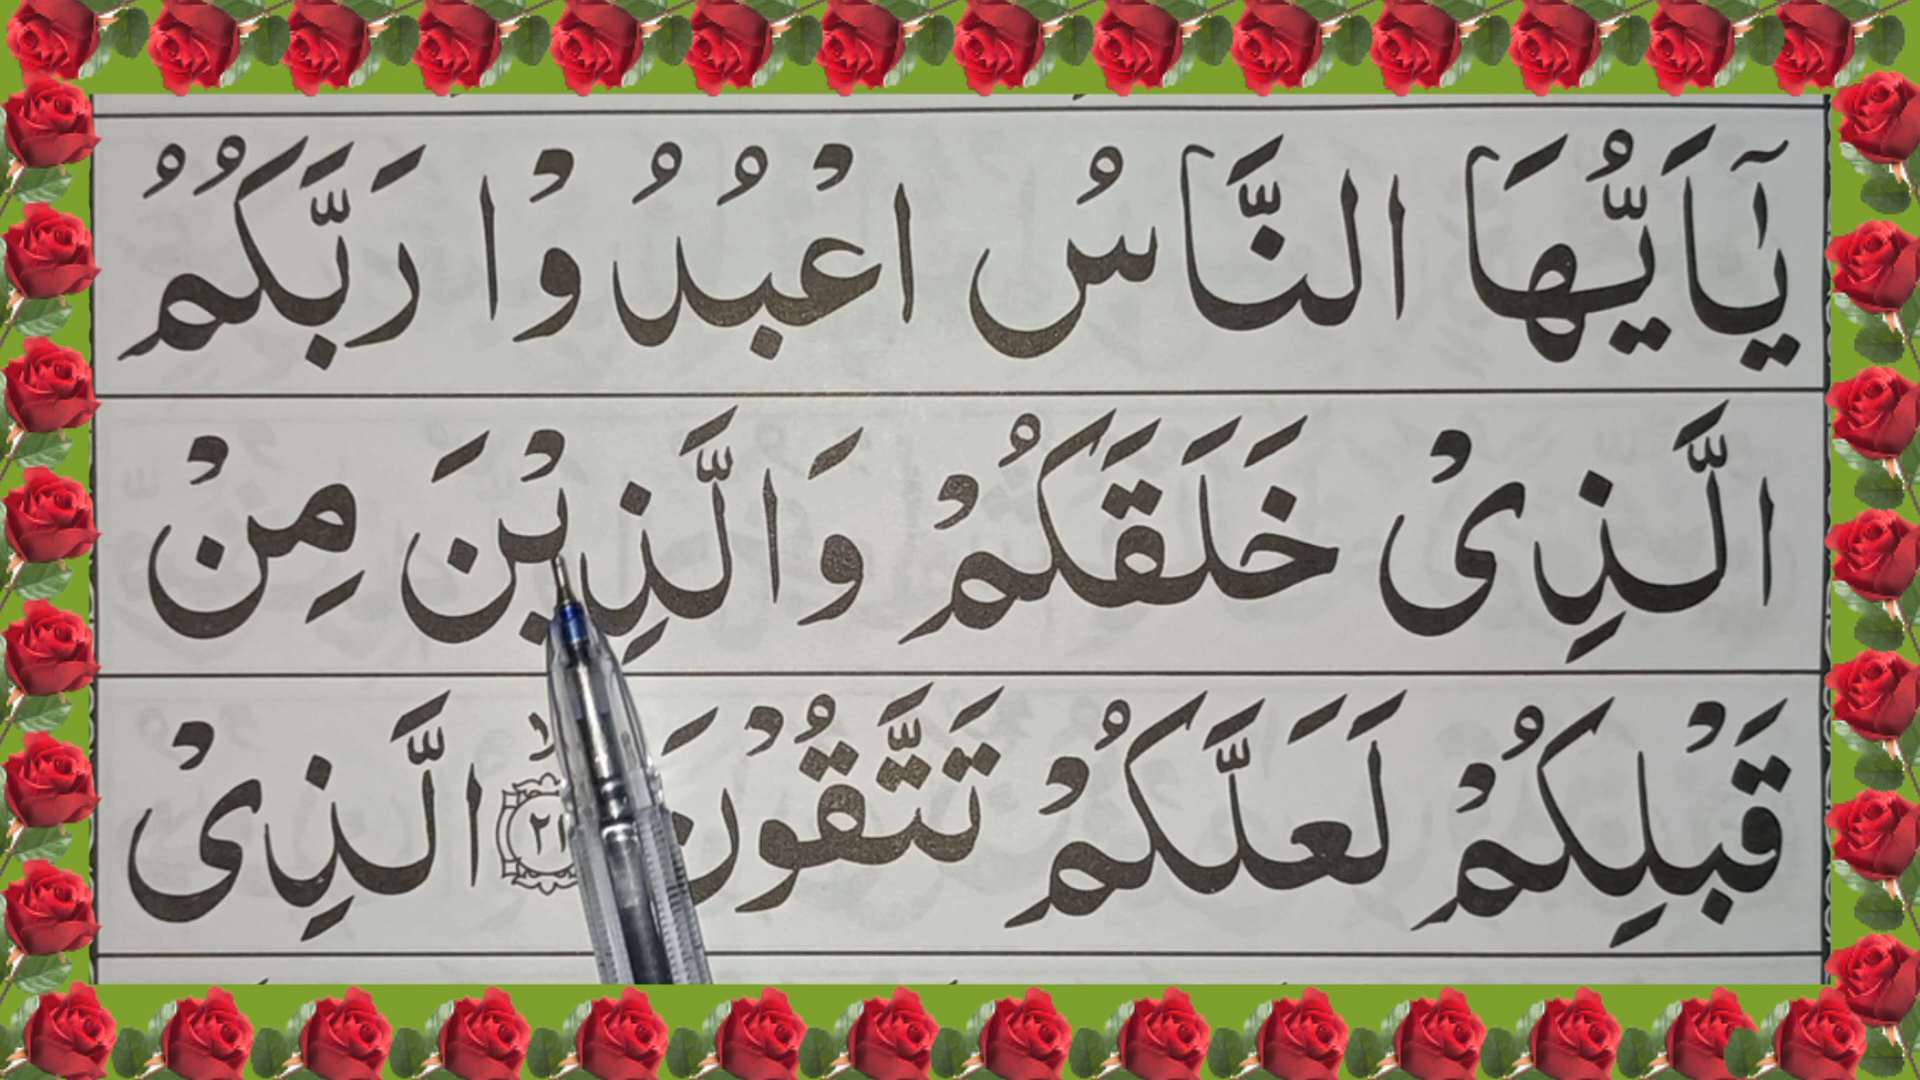 يٰٓاَيُّهَا النَّاسُ اعْبُدُوْا رَبَّكُمُ
الَّذِىْ خَلَقَكُمْ وَالَّذِيْنَ مِنْ
قَبْلِكُمْ لَعَلَّكُمْ تَتَّقُوْنَ ۙ ٢١ الَّذِىْ